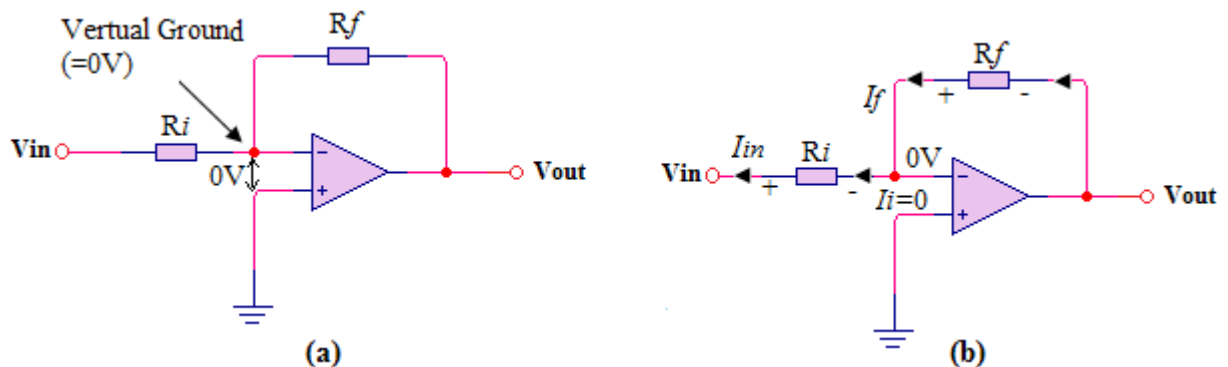 Vertual Ground
(=0V)
Rf
Ri
Vin
0V
−
+
Vout
(a)
Rf
If
+
-
Iin
Ri
0V
Vin
+
-
Ii=0
−
+
Vout
(b)